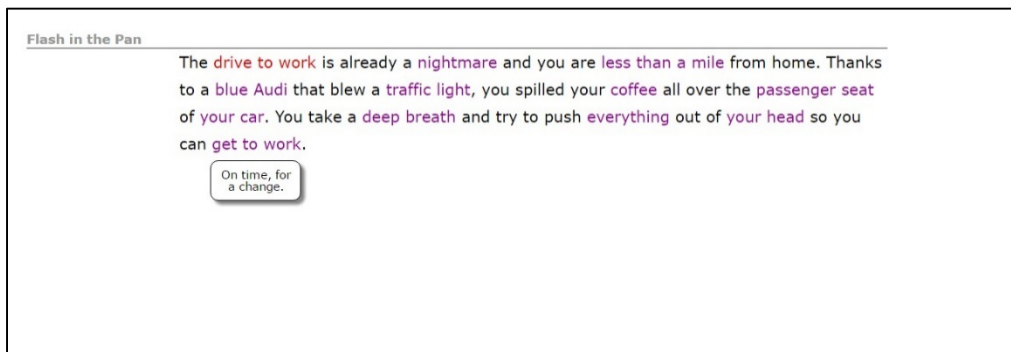 Flash in the Pan
The drive to work is already a nightmare and you are less than a mile from home. Thanks
to a blue Audi that blew a traffic light, you spilled your coffee all over the passenger seat
of your car. You take a deep breath and try to push everything out of your head so you
can get to work.
On time, for
a change.